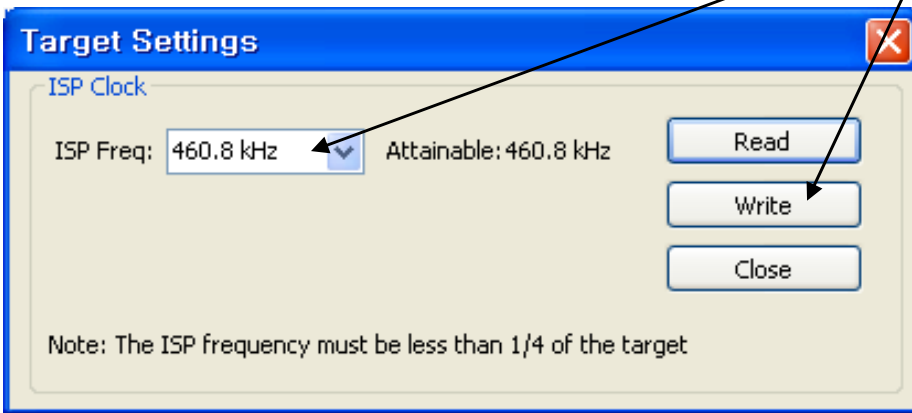 Target Settings
ISP Clock
ISP Freq: 460.8 kHz Attainable: 460.8 kHz Read
Write
Close
Note: The ISP frequency must be less than 1/4 of the target